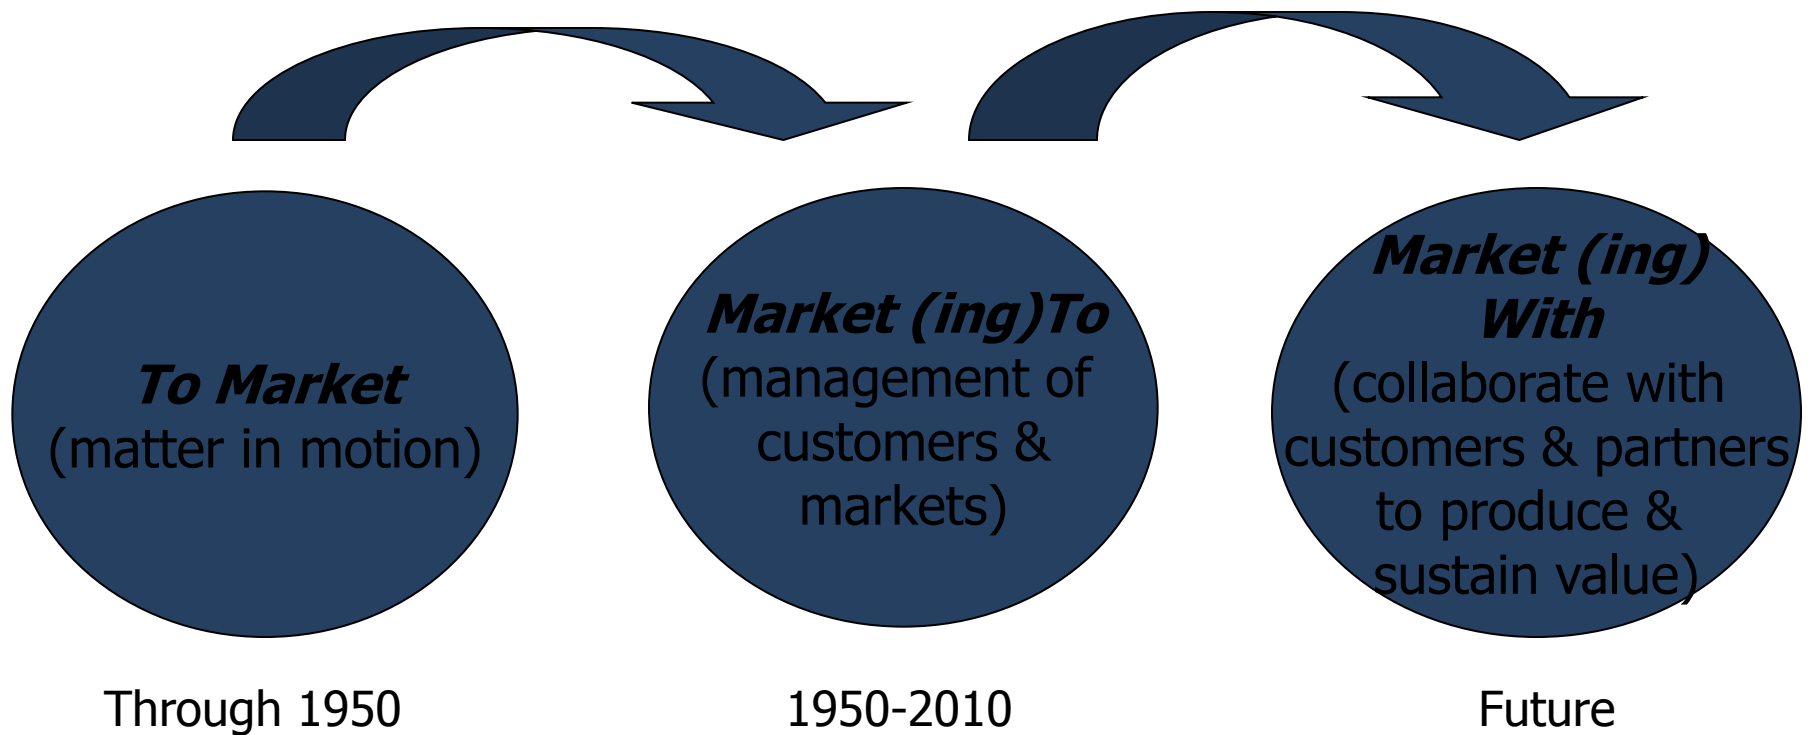 To Market
(matter in motion)
Market (ing)To
(management of
customers &
markets)
Market (ing)
With
(collaborate with
customers & partners
to produce &
sustain value)
Through 1950
1950-2010
Future